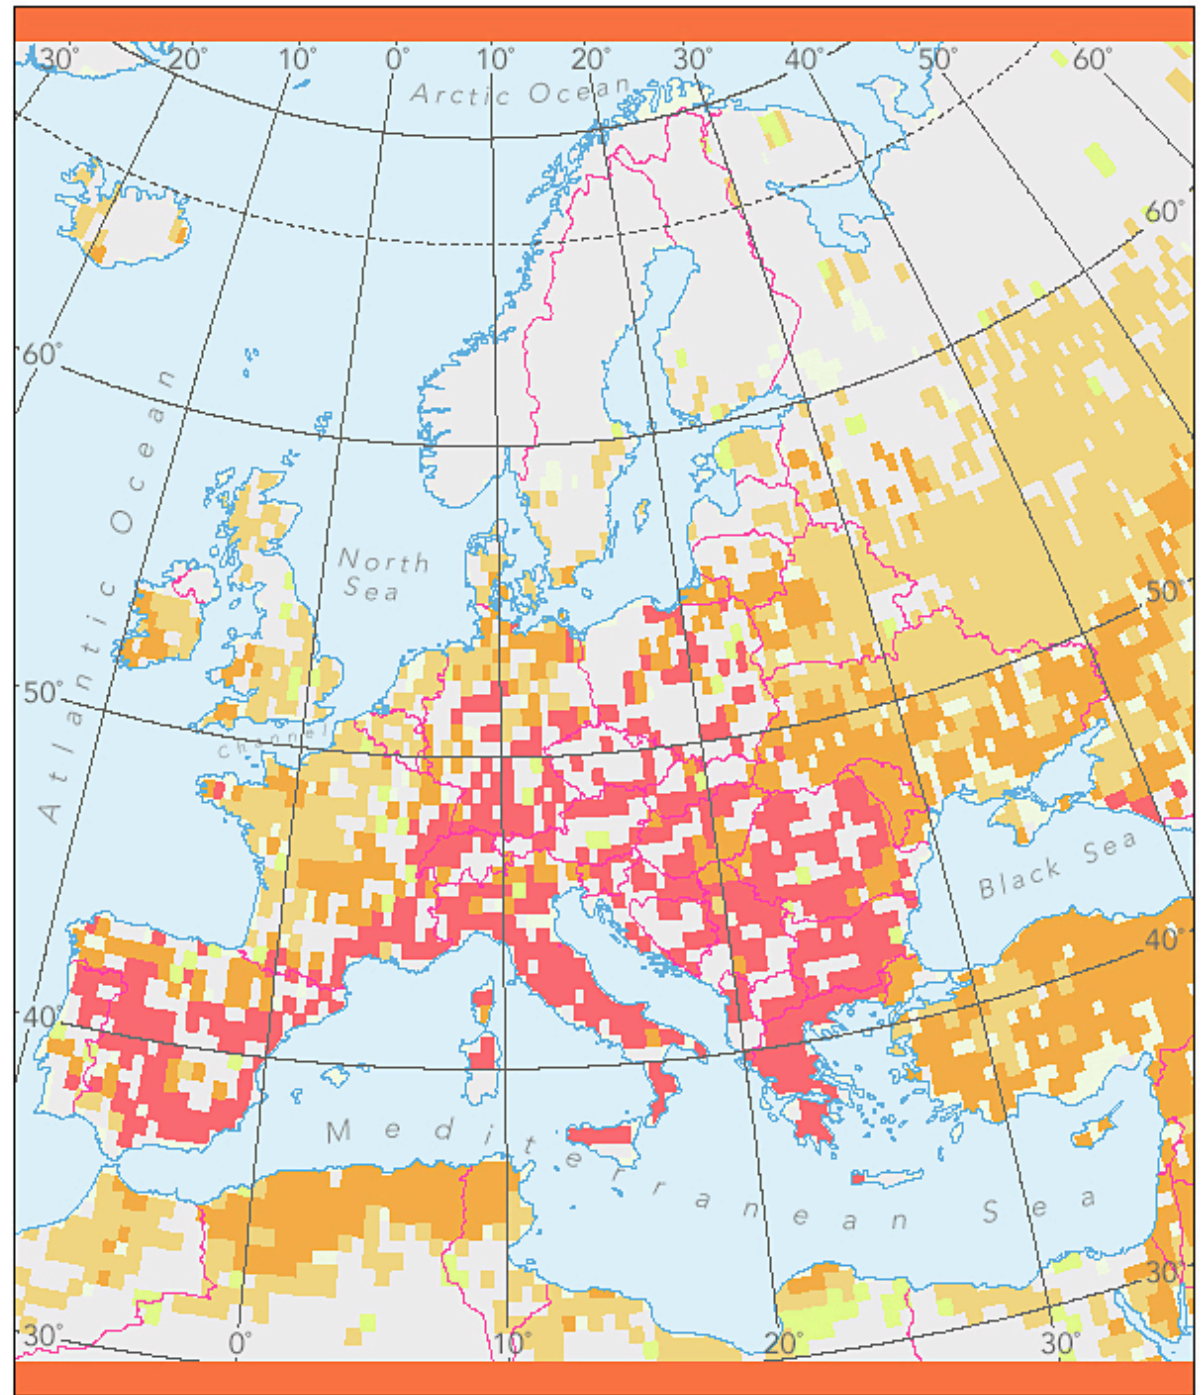 30° 20° 10° 0° 10° 20° 30° 40° 50° 60°
Arctic Ocean
60°
60°
Atlantic Ocean
North
Sea
50°
50°
Channel
Black Sea
40°
40°
Mediterranean Sea
30°
30° 0° 10° 20° 30°